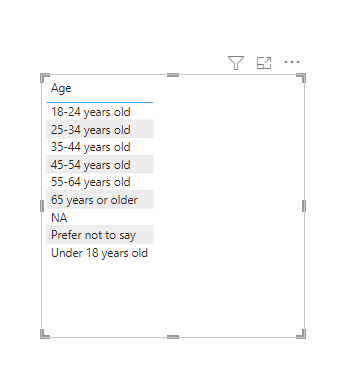 Age
18-24 years old
25-34 years old
35-44 years old
45-54 years old
55-64 years old
65 years or older
NA
Prefer not to say
Under 18 years old